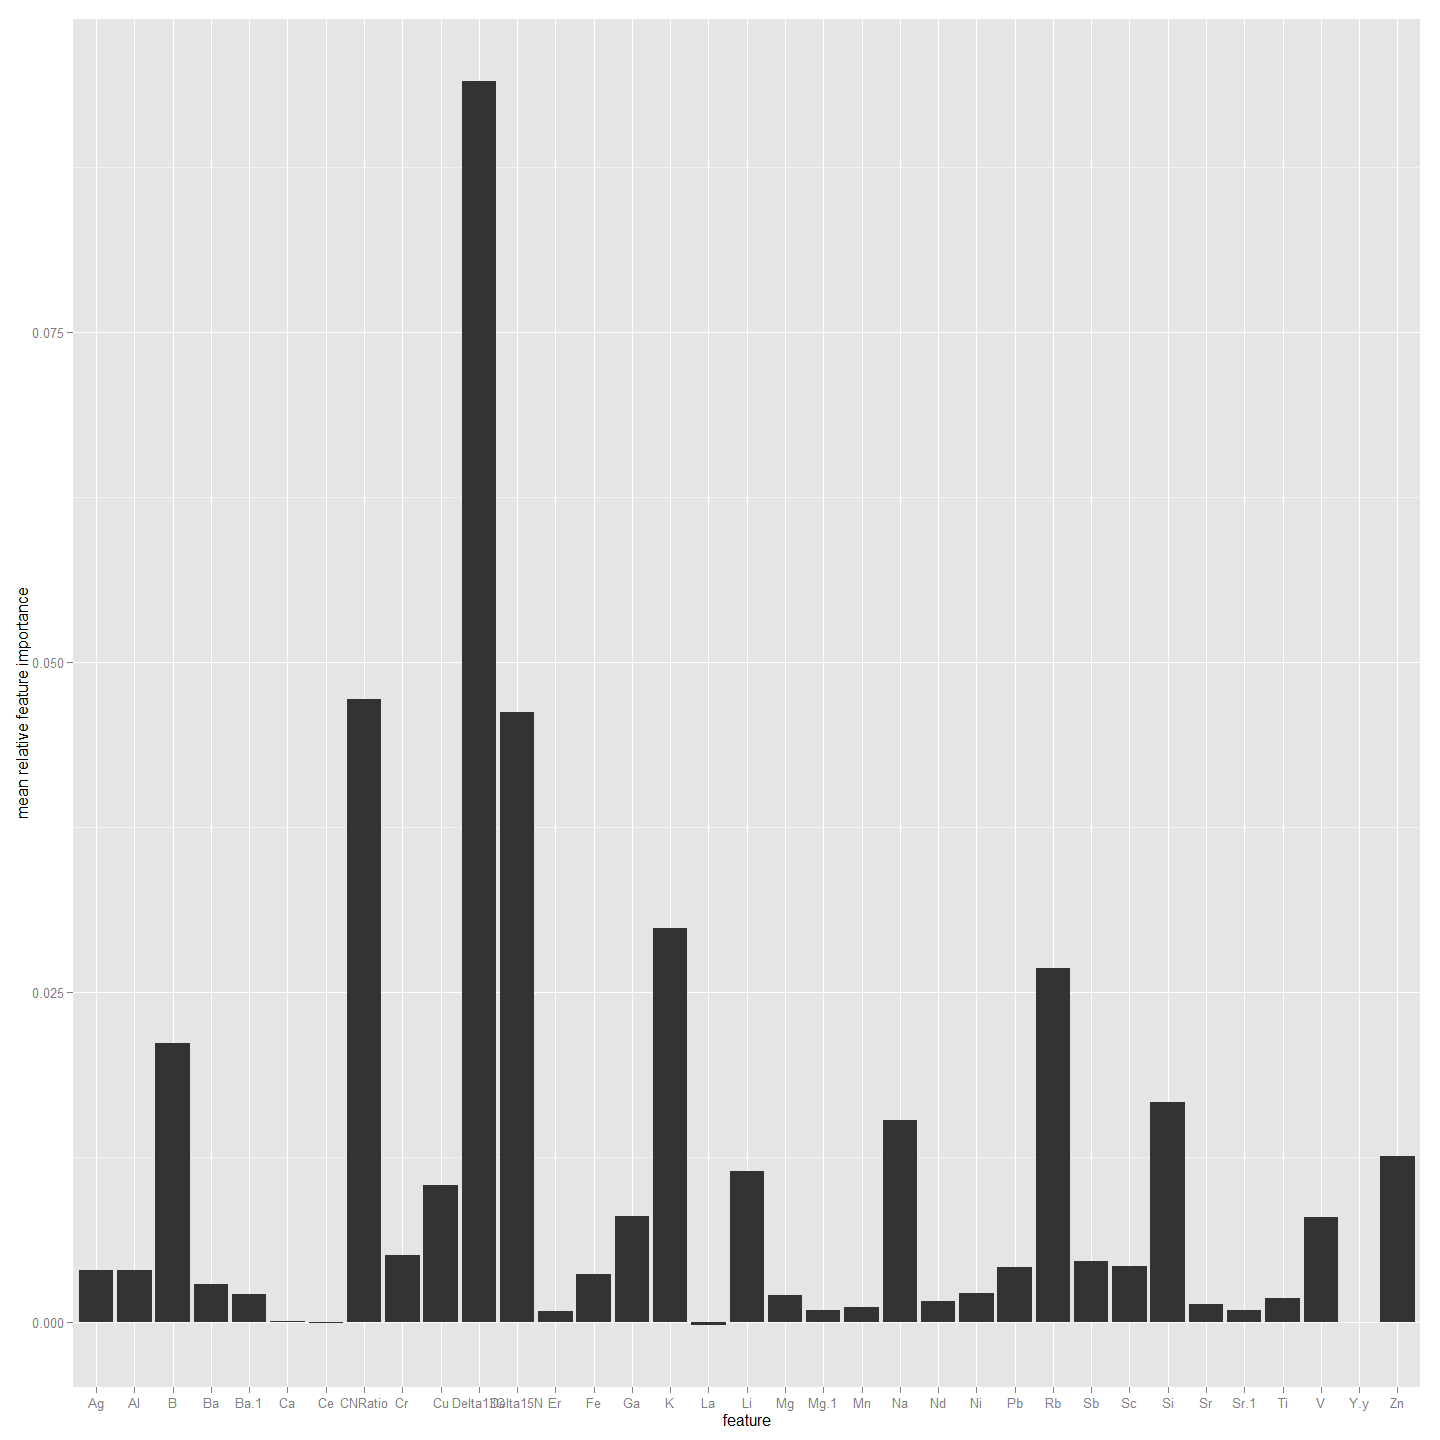 mean relative feature importance
0.075
0.050
0.025
0.000
Ag Al B Ba Ba.1 Ca Ce CNRatio Cr Cu Delta13C Delta15N Er Fe Ga K La Li Mg Mg.1 Mn Na Nd Ni Pb Rb Sb Sc Si Sr Sr.1 Ti V Y.y Zn
feature